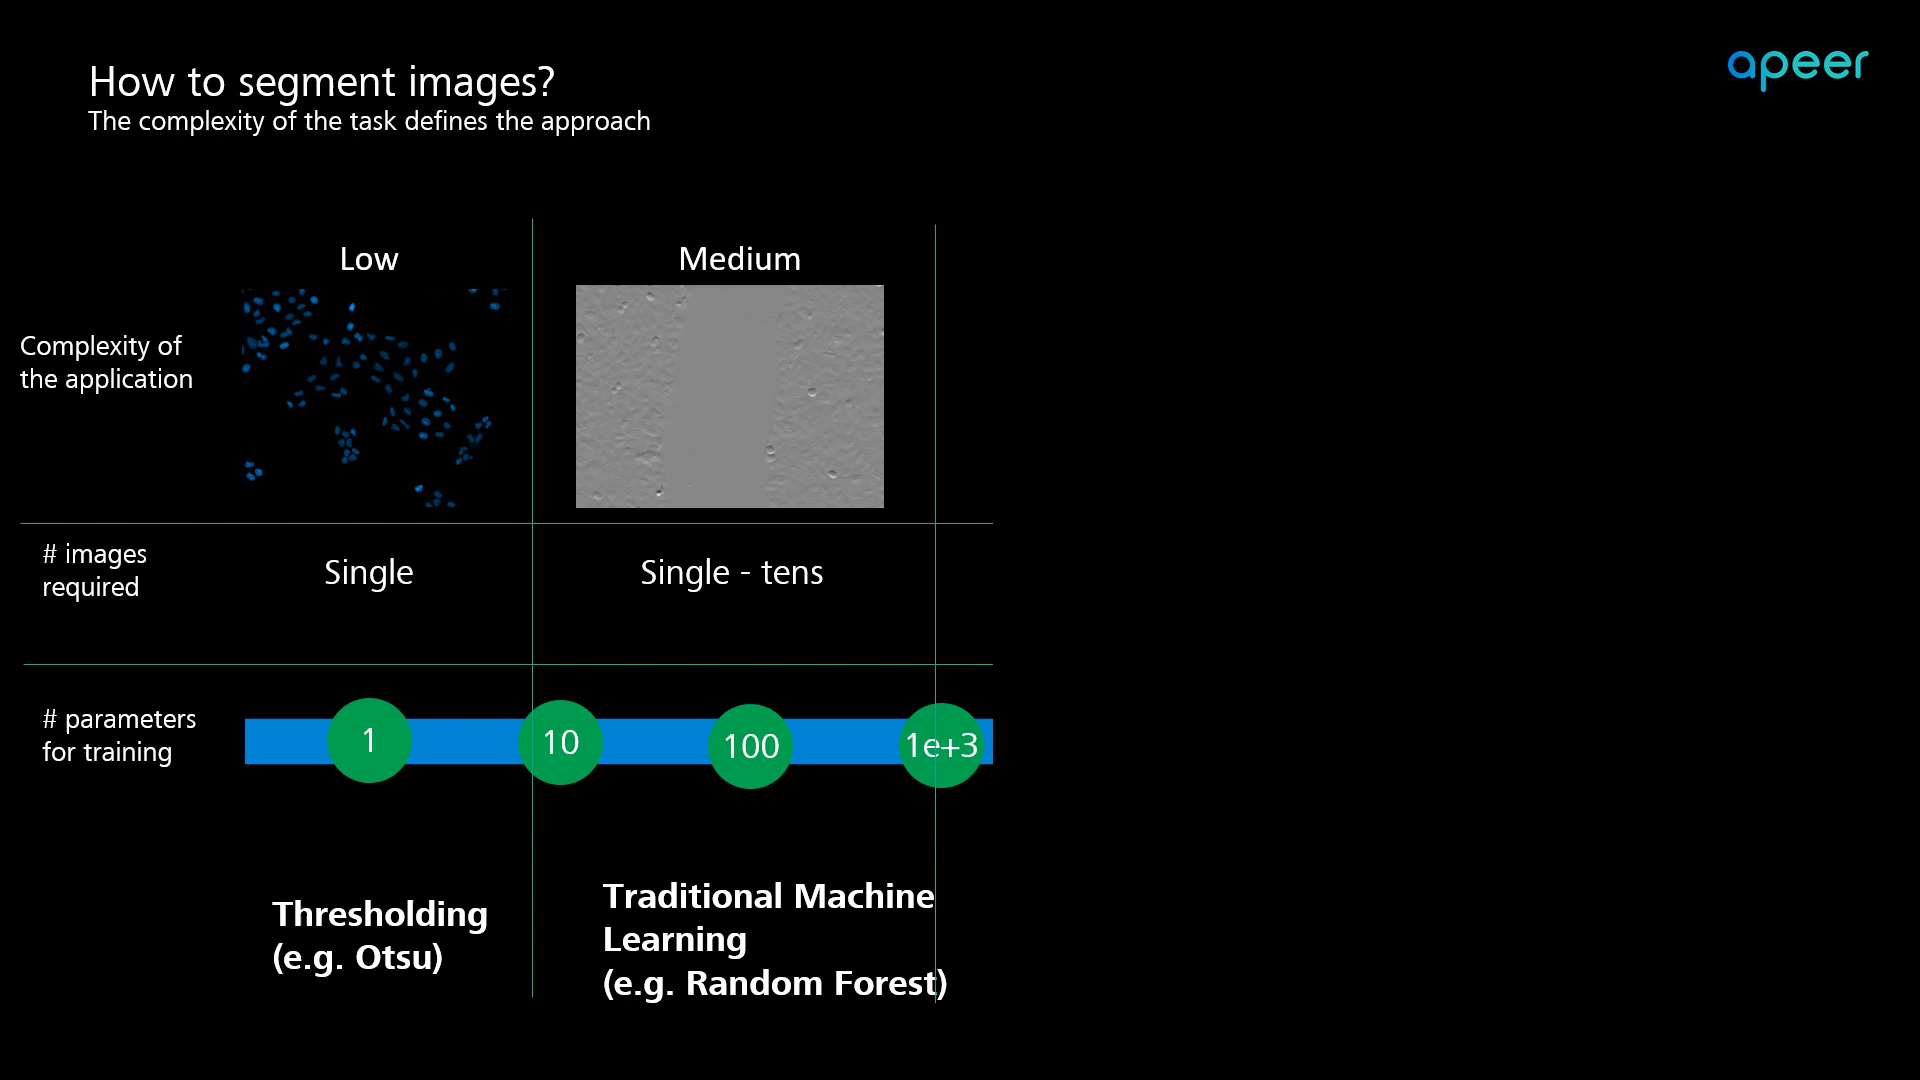 apeer
How to segment images?
The complexity of the task defines the approach
Low
Medium
Complexity of
the application
# images
required
Single
Single - tens
# parameters
for training
1
10
100
1e+3
Thresholding
(e.g. Otsu)
Traditional Machine
Learning
(e.g. Random Forest)